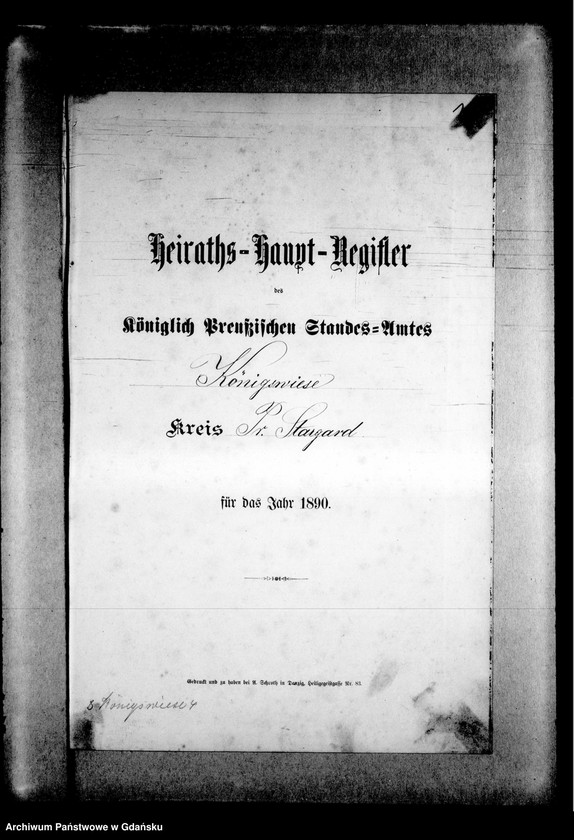 Heiraths-Haupt-Register
des
Königlich Preußischen Standes-Amtes
Königswiese
Kreis Pr. Stargard
für das Jahr 1890.
Gedruckt und zu haben bei A. Schroth in Danzig, Heiligegeistgasse Nr. 83.
Königswiese 4
Archiwum Państwowe w Gdańsku